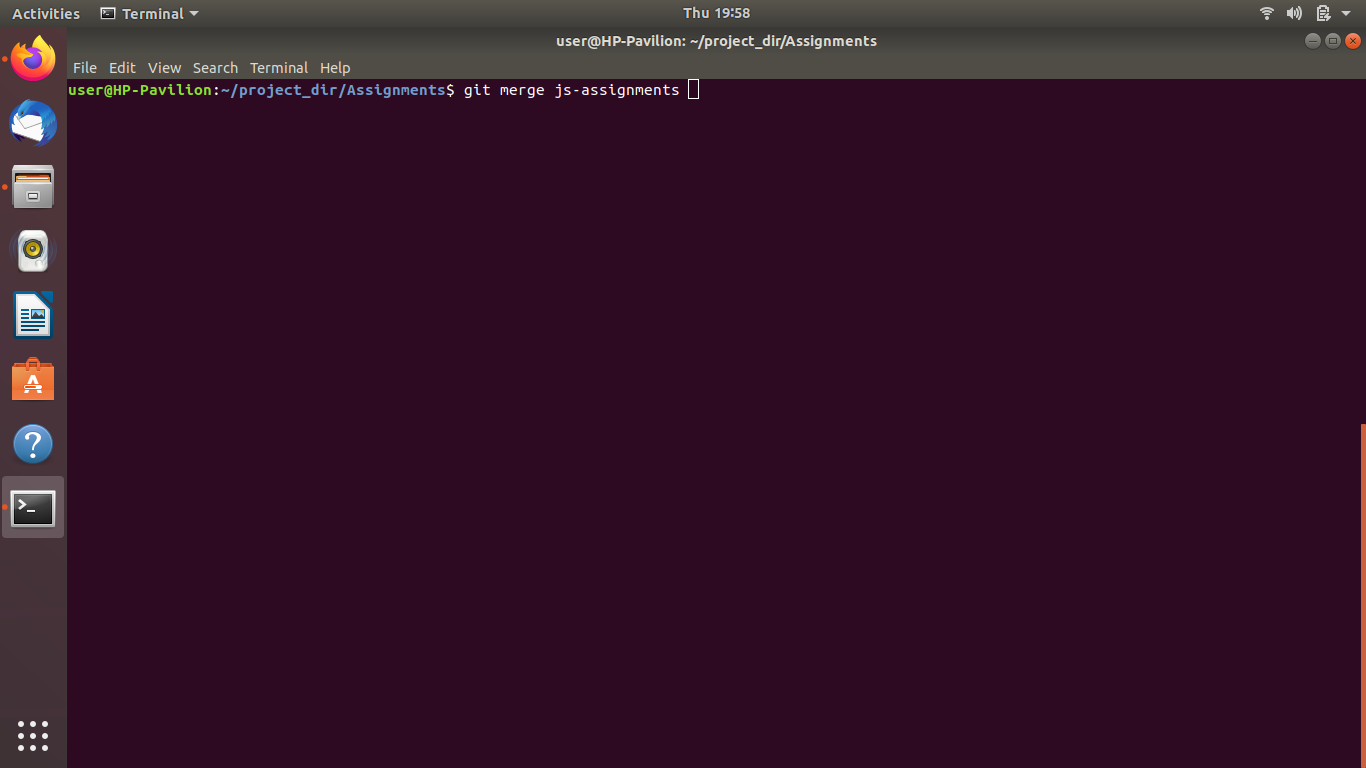 Activities Terminal Thu 19:58
user@HP-Pavilion: ~/project_dir/Assignments
File Edit View Search Terminal Help
user@HP-Pavilion:~/project_dir/Assignments$ git merge js-assignments